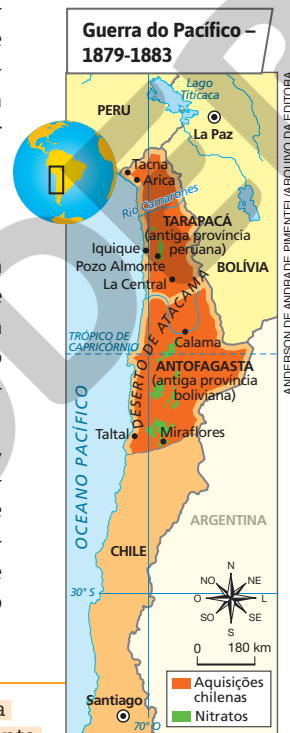 Guerra do Pacífico –
1879-1883
Lago
Titicaca
PERU
La Paz
Tacna
Arica
Rio Camarones
TARAPACÁ
(antiga província
peruana)
Iquique
Pozo Almonte
La Central
BOLÍVIA
DESERTO DE ATACAMA
TRÓPICO DE
CAPRICÓRNIO
Calama
ANTOFAGASTA
(antiga província
boliviana)
Taltal
Miraflores
OCEANO PACÍFICO
ARGENTINA
CHILE
N
NO
NE
O
L
SO
SE
S
30° S
0
180 km
Aquisições
chilenas
Nitratos
Santiago
70° O
ANDERSON DE ANDRADE PIMENTEL/ARQUIVO DA EDITORA